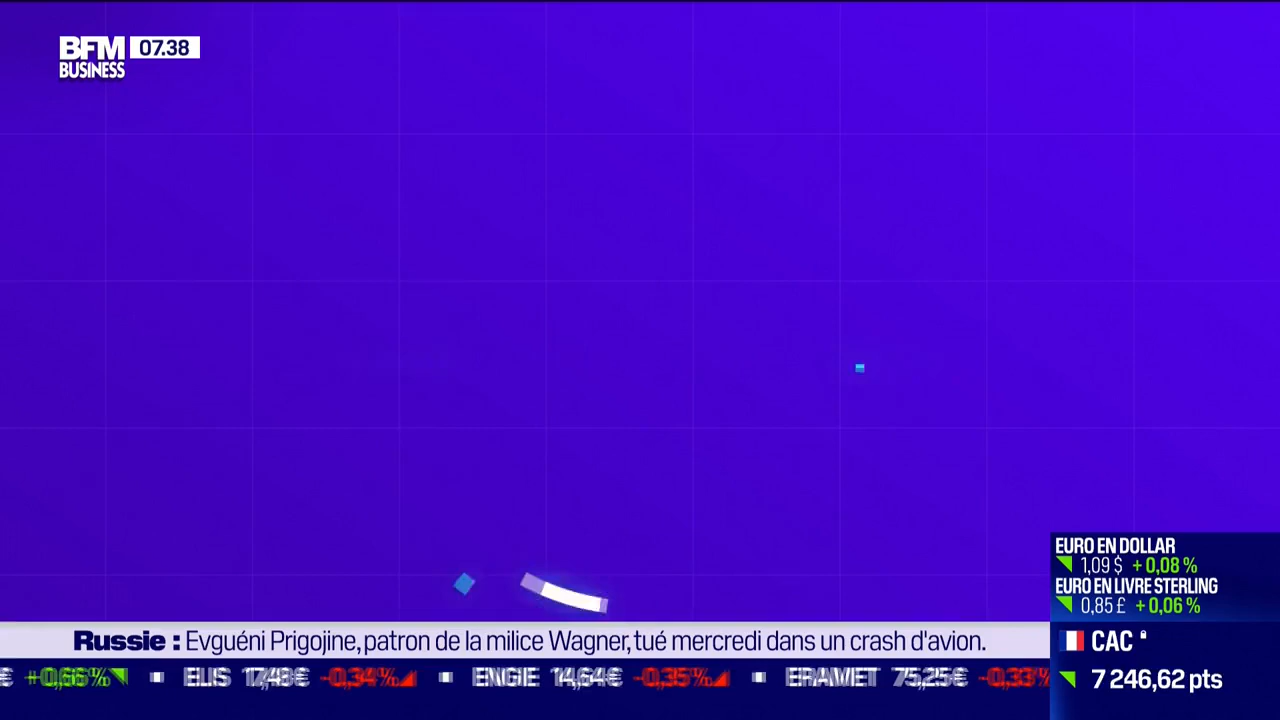 BFM 07.38
BUSINESS
EURO EN DOLLAR
1,09 $ +0,08 %
EURO EN LIVRE STERLING
0,85 £ +0,06 %
Russie : Evguéni Prigojine, patron de la milice Wagner, tué mercredi dans un crash d'avion.
CAC
€ +0,66% ELIS 17,48€ -0,34% ENGIE 14,64€ -0,35% ERAMET 75,25€ -0,33%
7 246,62 pts